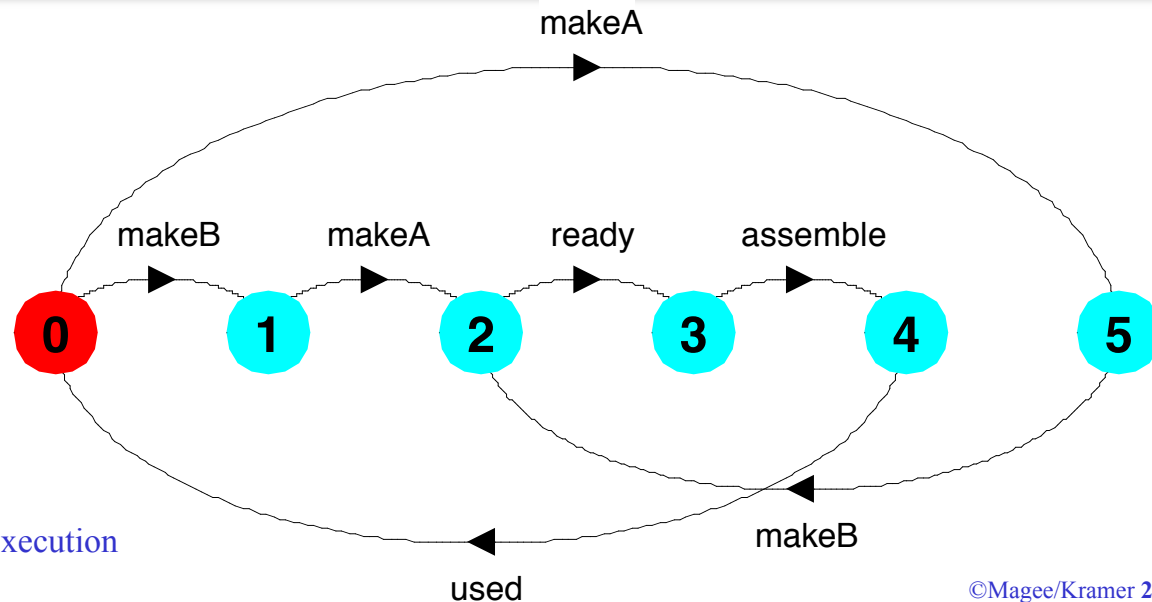 makeA
makeB makeA ready assemble
0 1 2 3 4 5
makeB
xecution
used
©Magee/Kramer 2